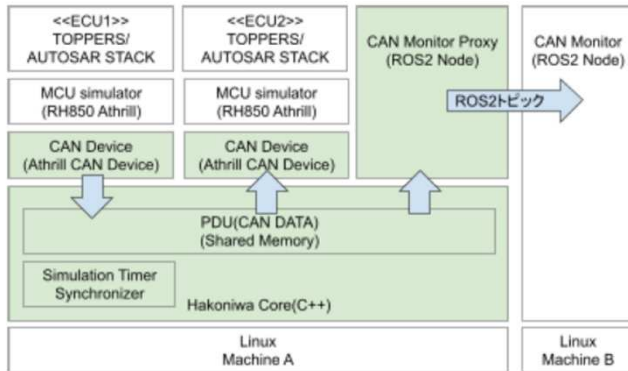 <<ECU1>>
TOPPERS/
AUTOSAR STACK
<<ECU2>>
TOPPERS/
AUTOSAR STACK
CAN Monitor Proxy
(ROS2 Node)
CAN Monitor
(ROS2 Node)
MCU simulator
(RH850 Athrill)
MCU simulator
(RH850 Athrill)
ROS2トピック
CAN Device
(Athrill CAN Device)
CAN Device
(Athrill CAN Device)
PDU(CAN DATA)
(Shared Memory)
Simulation Timer
Synchronizer
Hakoniwa Core(C++)
Linux
Machine A
Linux
Machine B